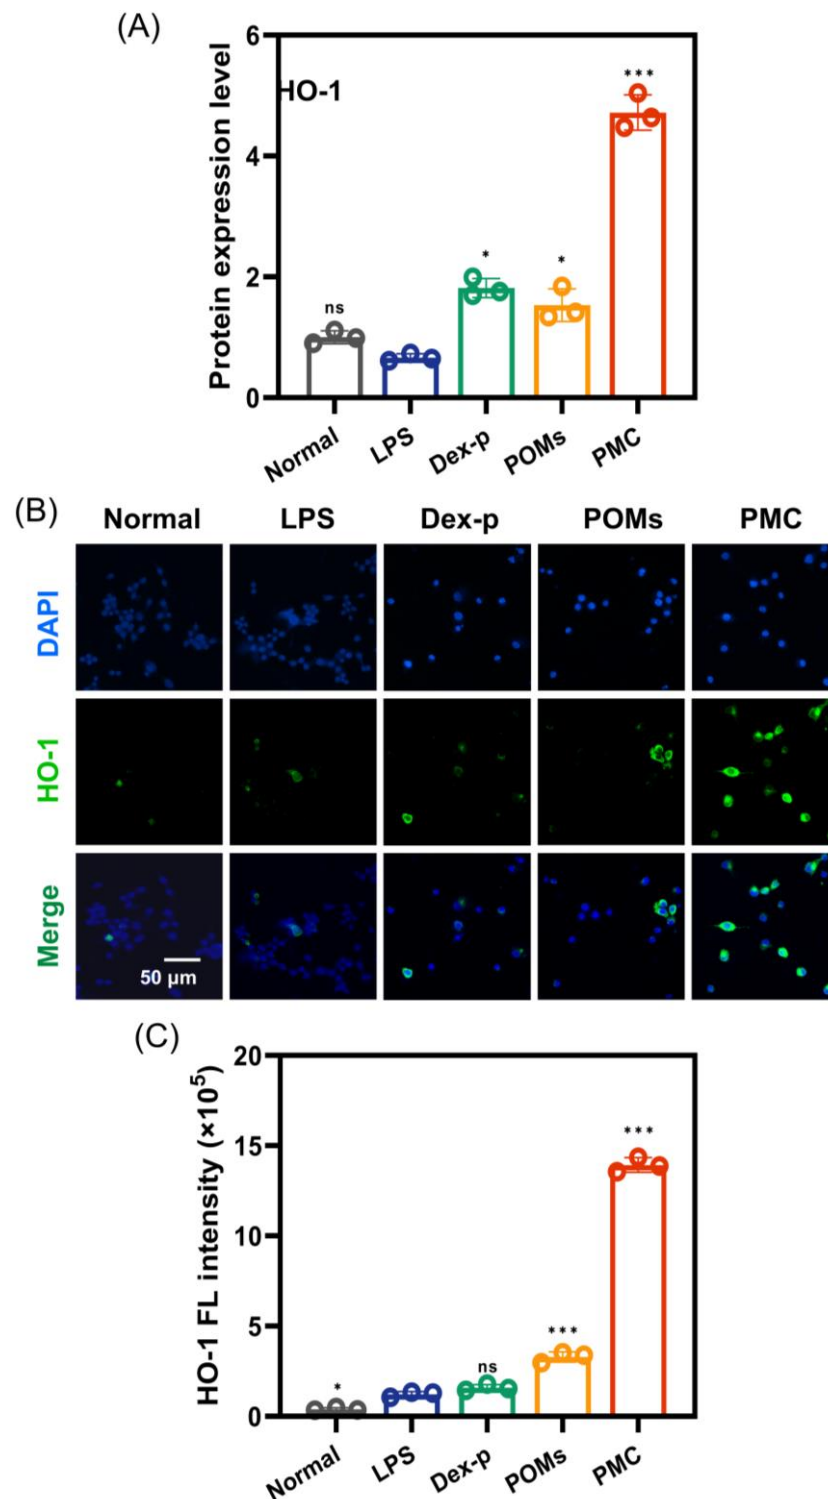 (A)
Protein expression level
6
4
2
0
HO-1
ns
*
*
***
Normal
LPS
Dex-p
POMs
PMC
(B)
Normal LPS Dex-p POMs PMC
DAPI
HO-1
Merge
50 μm
(C)
HO-1 FL intensity (×10⁵)
20
15
10
5
0
*
ns
***
***
Normal
LPS
Dex-p
POMs
PMC